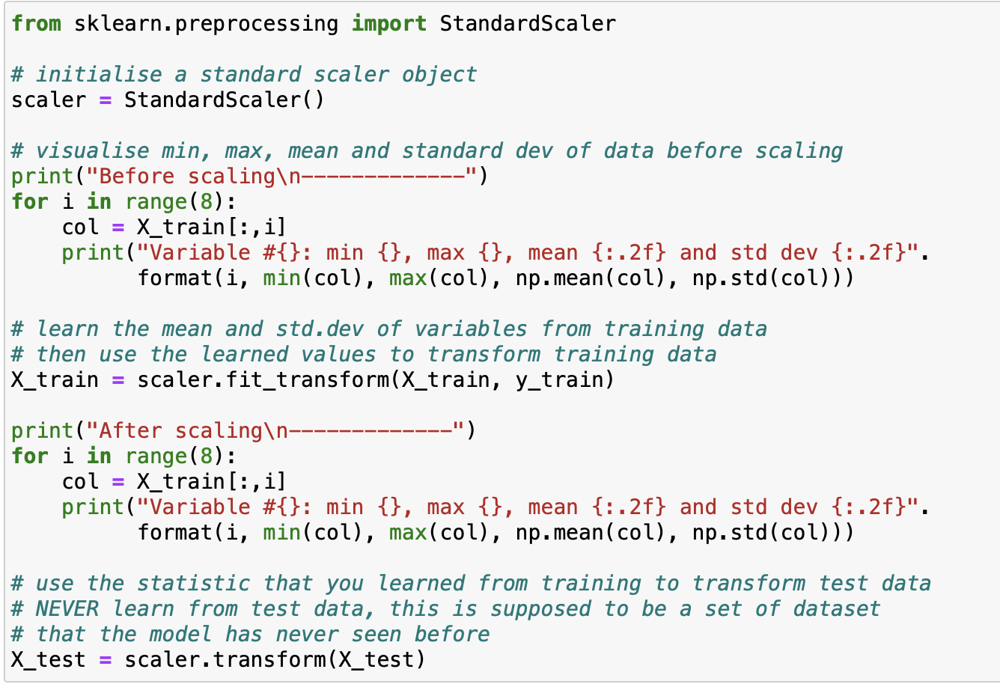 from sklearn.preprocessing import StandardScaler

# initialise a standard scaler object
scaler = StandardScaler()

# visualise min, max, mean and standard dev of data before scaling
print("Before scaling\n-------------")
for i in range(8):
    col = X_train[:,i]
    print("Variable #{}: min {}, max {}, mean {:.2f} and std dev {:.2f}".
          format(i, min(col), max(col), np.mean(col), np.std(col)))

# learn the mean and std.dev of variables from training data
# then use the learned values to transform training data
X_train = scaler.fit_transform(X_train, y_train)

print("After scaling\n-------------")
for i in range(8):
    col = X_train[:,i]
    print("Variable #{}: min {}, max {}, mean {:.2f} and std dev {:.2f}".
          format(i, min(col), max(col), np.mean(col), np.std(col)))

# use the statistic that you learned from training to transform test data
# NEVER learn from test data, this is supposed to be a set of dataset
# that the model has never seen before
X_test = scaler.transform(X_test)